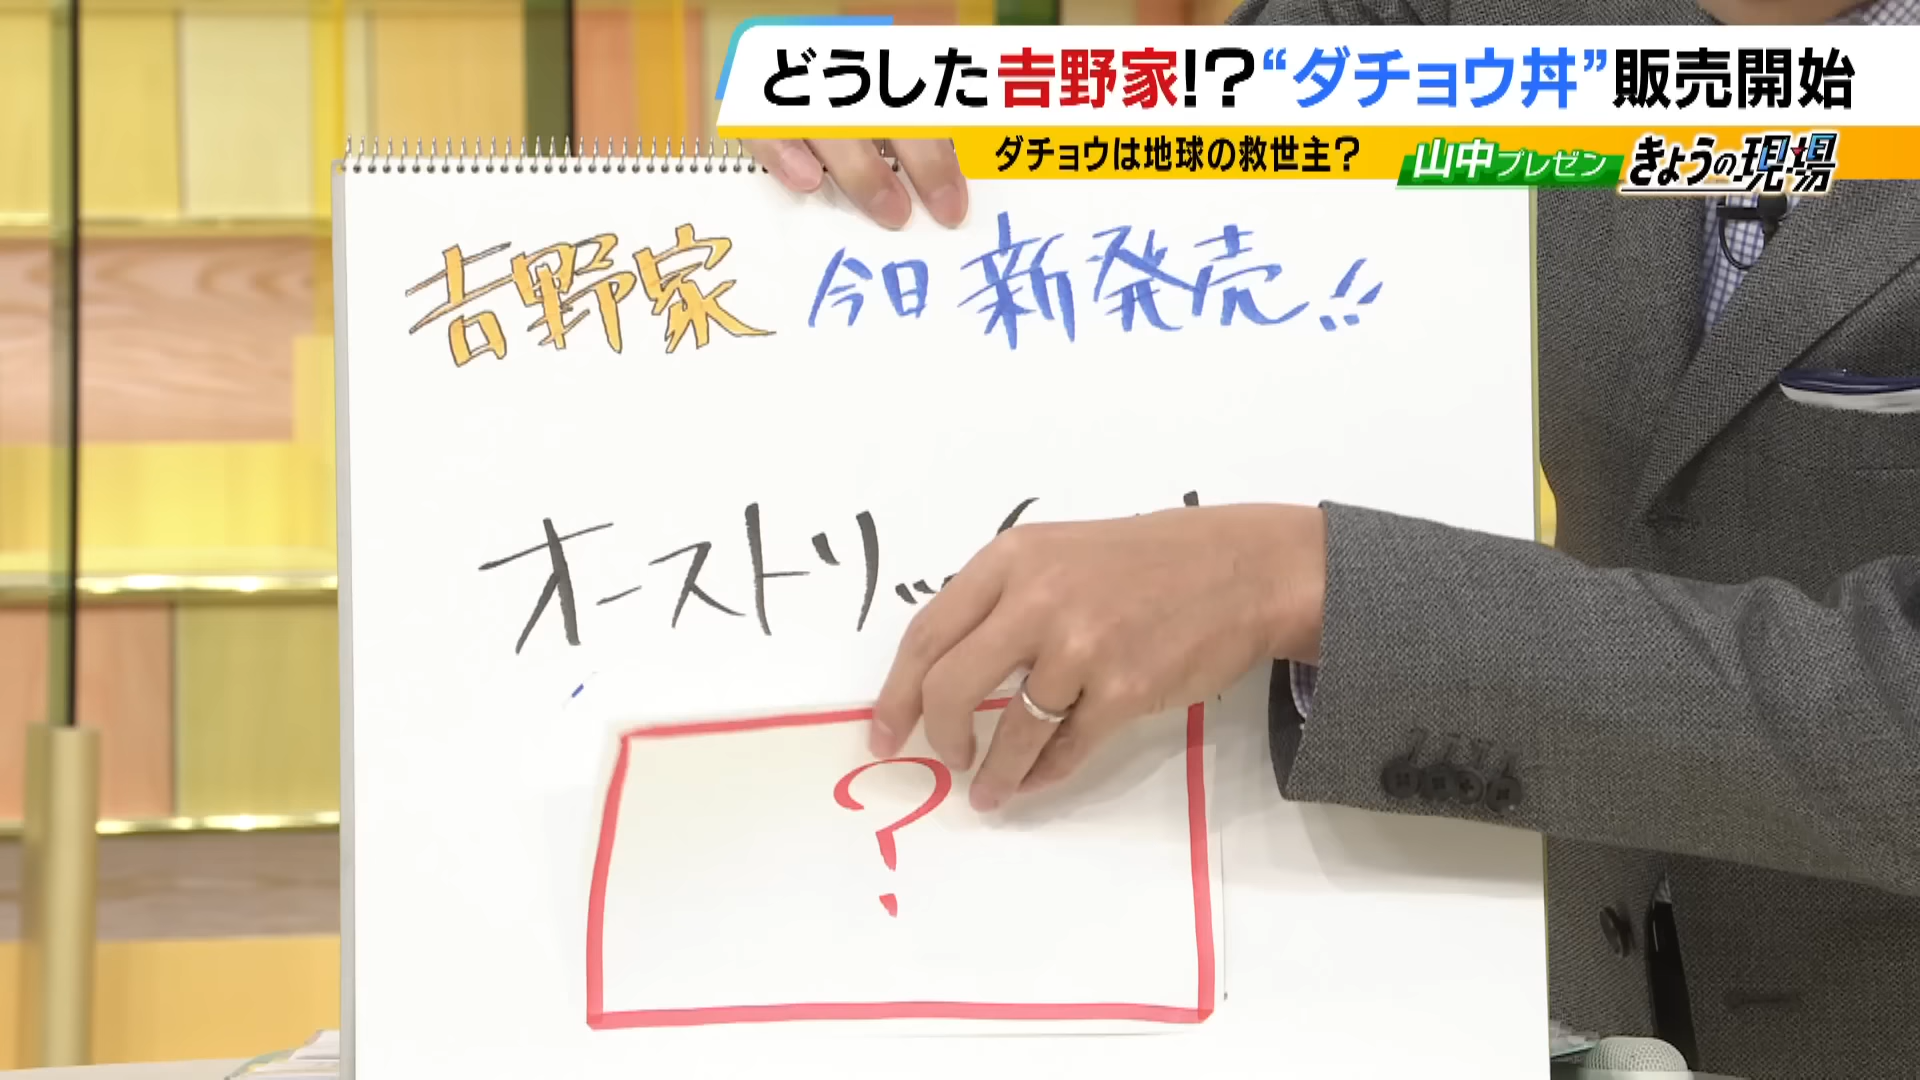 どうした𠮷野家!?“ダチョウ丼”販売開始
ダチョウは地球の救世主?
山中プレゼン きょうの現場
𠮷野家 今日 新発売!!
オーストリッ
?